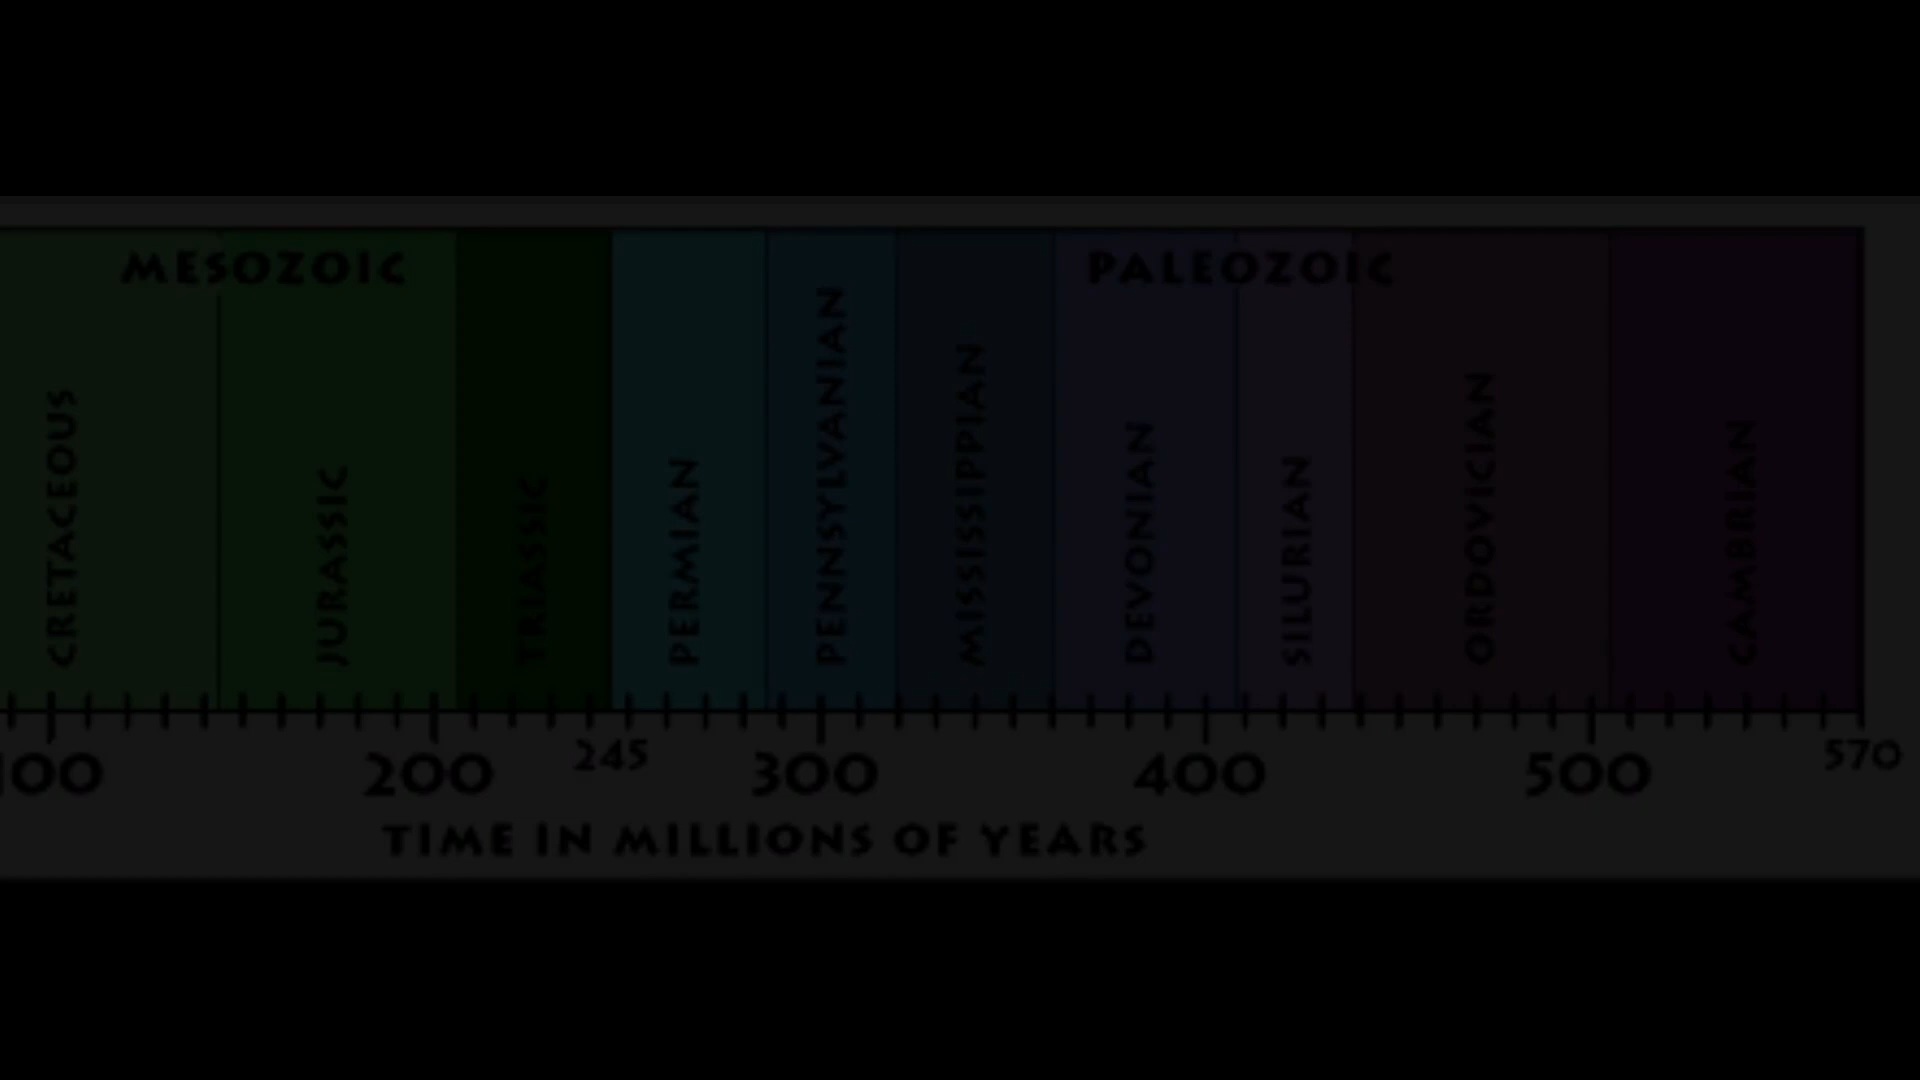 MESOZOIC
PALEOZOIC
CRETACEOUS
JURASSIC
TRIASSIC
PERMIAN
PENNSYLVANIAN
MISSISSIPPIAN
DEVONIAN
SILURIAN
ORDOVICIAN
CAMBRIAN
100 200 245 300 400 500 570
TIME IN MILLIONS OF YEARS